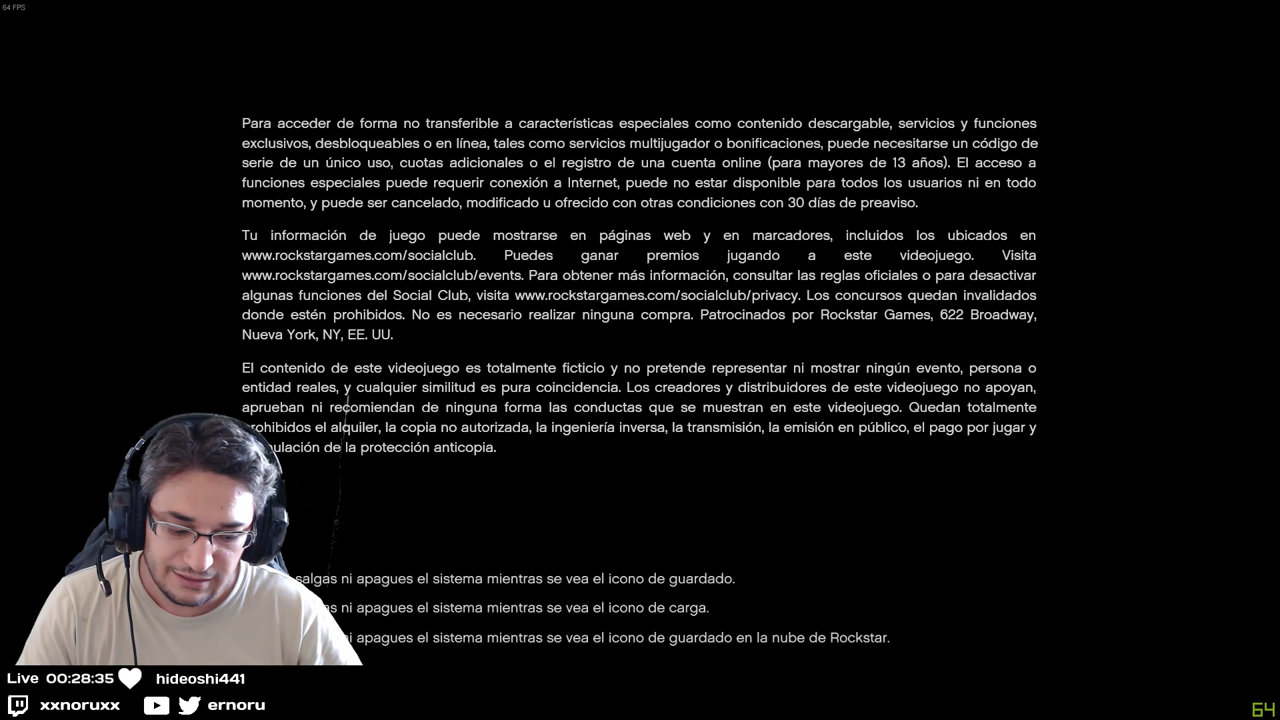 64 FPS
Para acceder de forma no transferible a características especiales como contenido descargable, servicios y funciones
exclusivos, desbloqueables o en línea, tales como servicios multijugador o bonificaciones, puede necesitarse un código de
serie de un único uso, cuotas adicionales o el registro de una cuenta online (para mayores de 13 años). El acceso a
funciones especiales puede requerir conexión a Internet, puede no estar disponible para todos los usuarios ni en todo
momento, y puede ser cancelado, modificado u ofrecido con otras condiciones con 30 días de preaviso.
Tu información de juego puede mostrarse en páginas web y en marcadores, incluidos los ubicados en
www.rockstargames.com/socialclub. Puedes ganar premios jugando a este videojuego. Visita
www.rockstargames.com/socialclub/events. Para obtener más información, consultar las reglas oficiales o para desactivar
algunas funciones del Social Club, visita www.rockstargames.com/socialclub/privacy. Los concursos quedan invalidados
donde estén prohibidos. No es necesario realizar ninguna compra. Patrocinados por Rockstar Games, 622 Broadway,
Nueva York, NY, EE. UU.
El contenido de este videojuego es totalmente ficticio y no pretende representar ni mostrar ningún evento, persona o
entidad reales, y cualquier similitud es pura coincidencia. Los creadores y distribuidores de este videojuego no apoyan,
aprueban ni recomiendan de ninguna forma las conductas que se muestran en este videojuego. Quedan totalmente
rohibidos el alquiler, la copia no autorizada, la ingeniería inversa, la transmisión, la emisión en público, el pago por jugar y
ulación de la protección anticopia.
salgas ni apagues el sistema mientras se vea el icono de guardado.
as ni apagues el sistema mientras se vea el icono de carga.
ni apagues el sistema mientras se vea el icono de guardado en la nube de Rockstar.
Live 00:28:35 hideoshi441
xxnoruxx ernoru
64